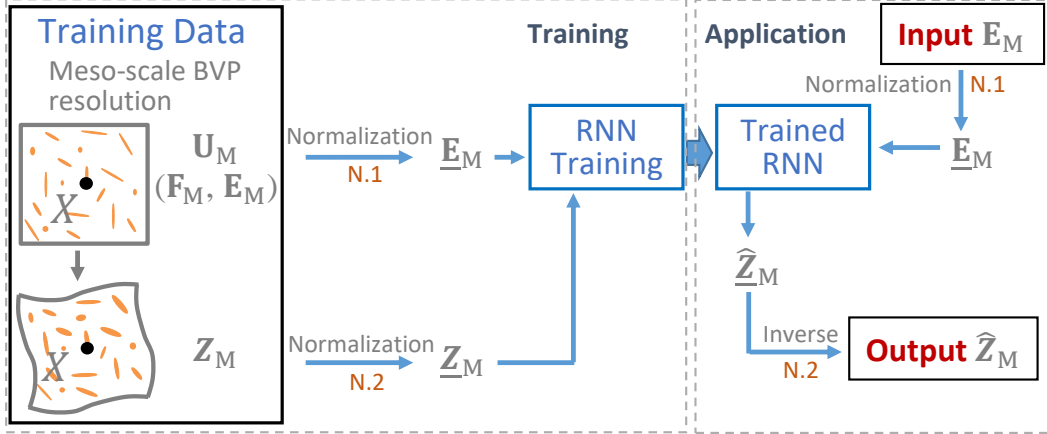 Training Data
Meso-scale BVP
resolution
U_M
(F_M, E_M)
X
X
Z_M
Training
Normalization
N.1
E_M
RNN
Training
Normalization
N.2
Z_M
Application
Input E_M
Normalization
N.1
E_M
Trained
RNN
Ẑ_M
Inverse
N.2
Output Ẑ_M